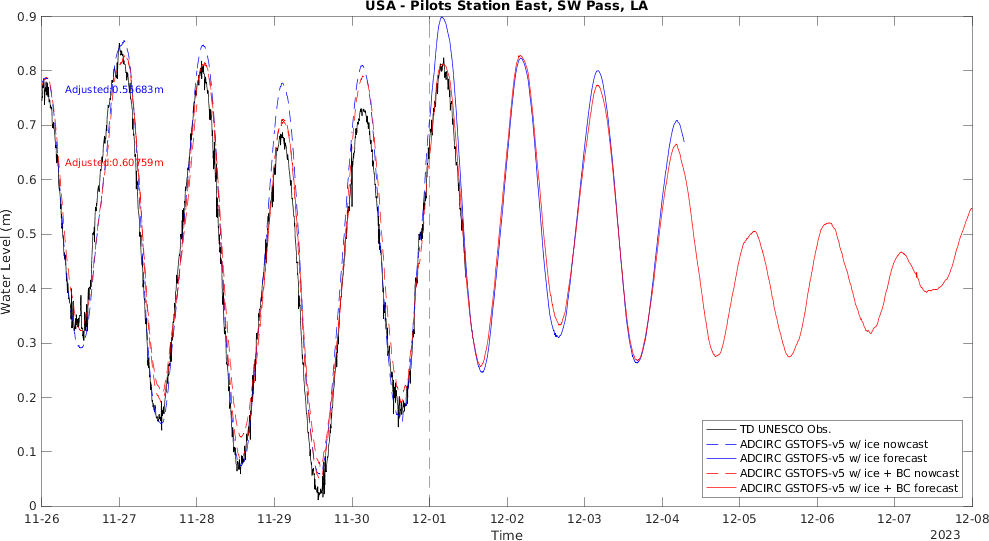 USA - Pilots Station East, SW Pass, LA
Water Level (m)
0.9
0.8
0.7
0.6
0.5
0.4
0.3
0.2
0.1
0
Adjusted:0.56683m
Adjusted:0.60759m
TD UNESCO Obs.
ADCIRC GSTOFS-v5 w/ ice nowcast
ADCIRC GSTOFS-v5 w/ ice forecast
ADCIRC GSTOFS-v5 w/ ice + BC nowcast
ADCIRC GSTOFS-v5 w/ ice + BC forecast
11-26 11-27 11-28 11-29 11-30 12-01 12-02 12-03 12-04 12-05 12-06 12-07 12-08
Time
2023